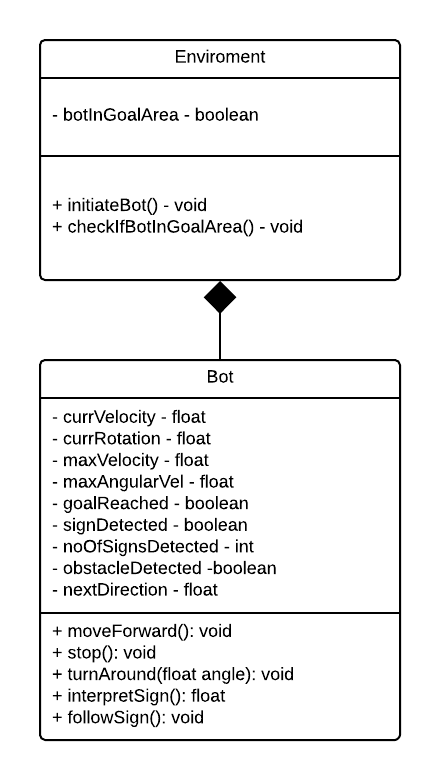 Enviroment
- botInGoalArea - boolean
+ initiateBot() - void
+ checkIfBotInGoalArea() - void
Bot
- currVelocity - float
- currRotation - float
- maxVelocity - float
- maxAngularVel - float
- goalReached - boolean
- signDetected - boolean
- noOfSignsDetected - int
- obstacleDetected -boolean
- nextDirection - float
+ moveForward(): void
+ stop(): void
+ turnAround(float angle): void
+ interpretSign(): float
+ followSign(): void